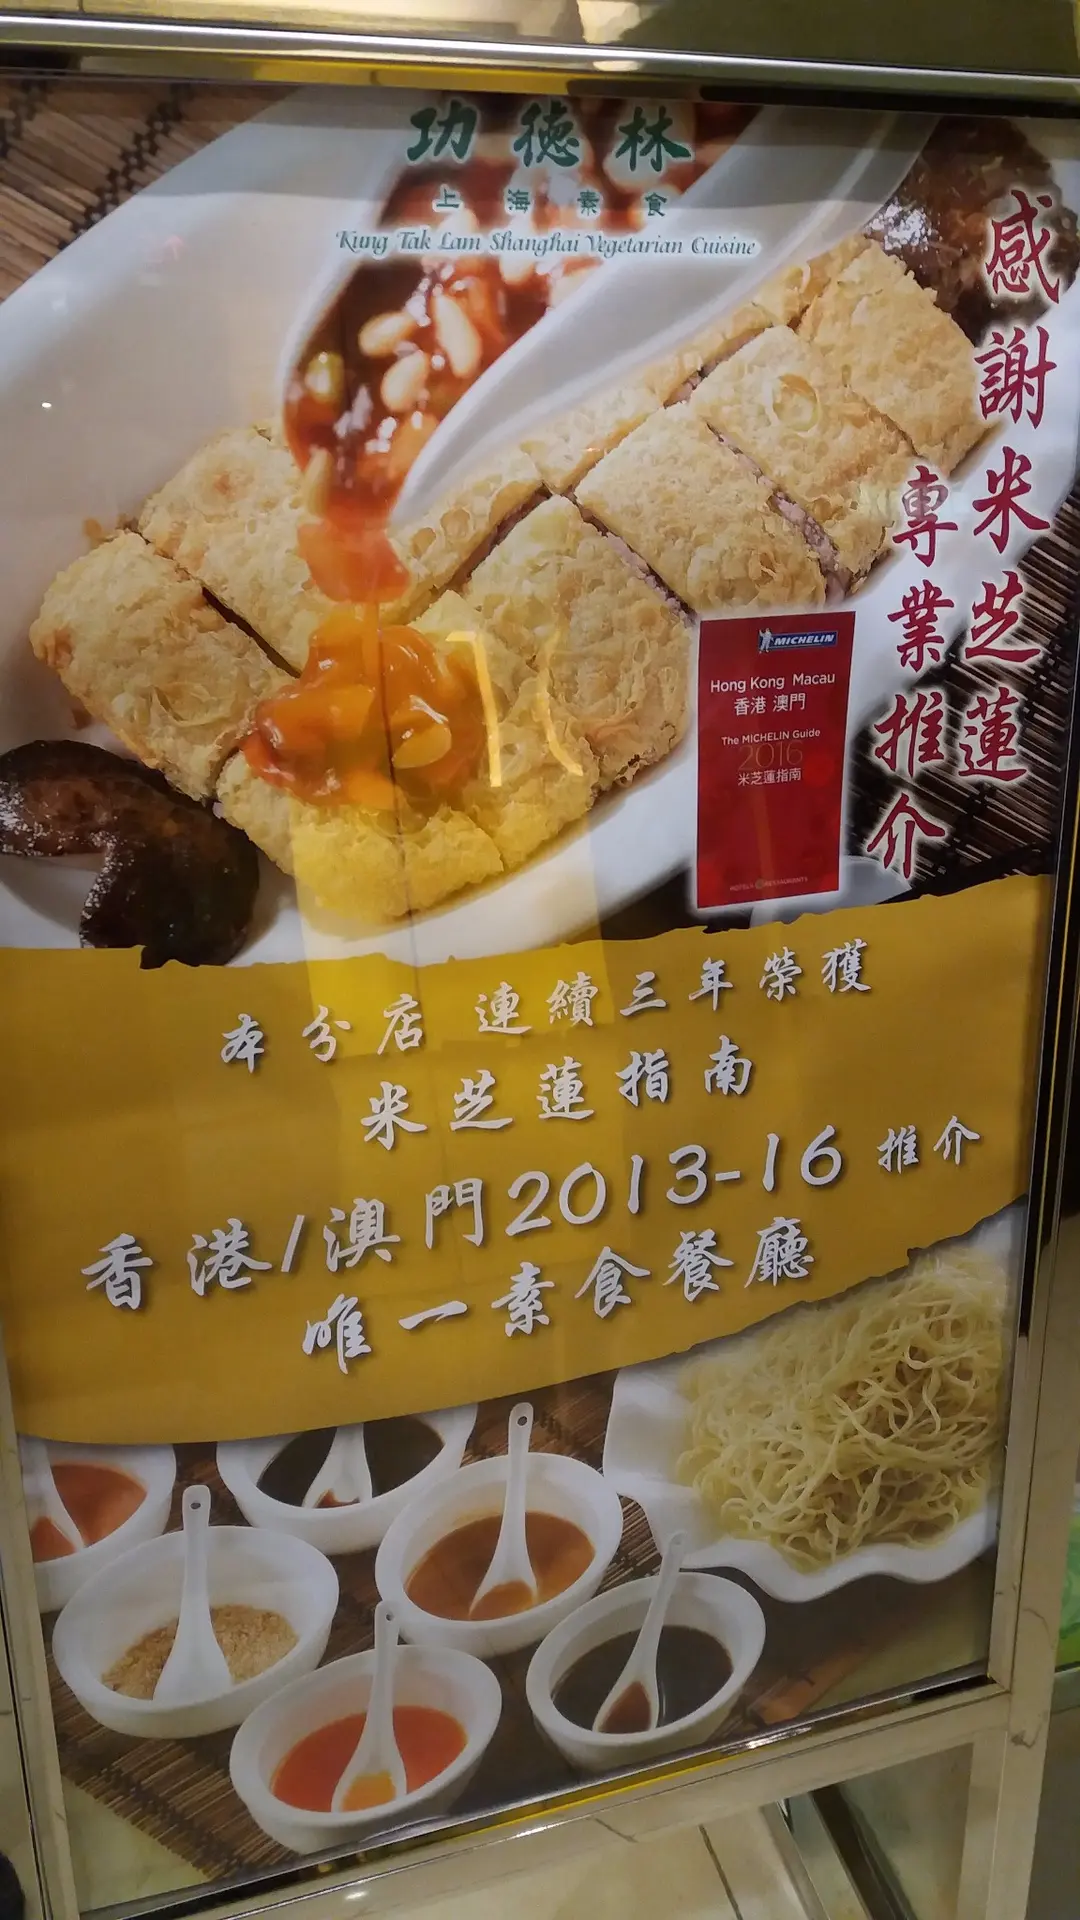 功德林
上海素食
Kung Tak Lam Shanghai Vegetarian Cuisine
感謝米芝蓮
專業推介
MICHELIN
Hong Kong Macau
香港 澳門
The MICHELIN Guide
2016
米芝蓮指南
HOTELS & RESTAURANTS
本分店 連續三年榮獲
米芝蓮指南
香港/澳門2013-16 推介
唯一素食餐廳